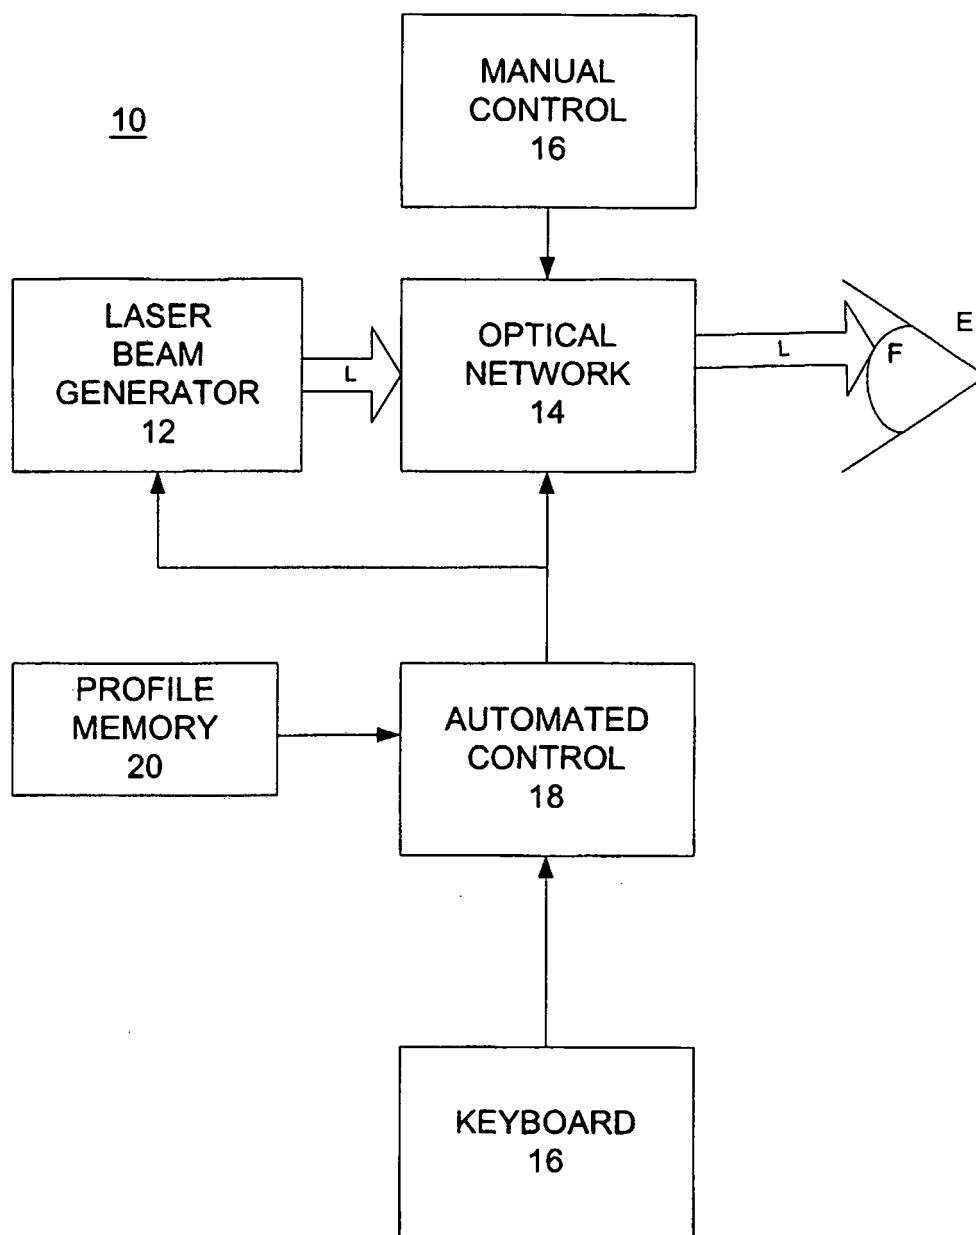 MANUAL
CONTROL
16
10
LASER
BEAM
GENERATOR
12
L
OPTICAL
NETWORK
14
L
F
E
PROFILE
MEMORY
20
AUTOMATED
CONTROL
18
KEYBOARD
16